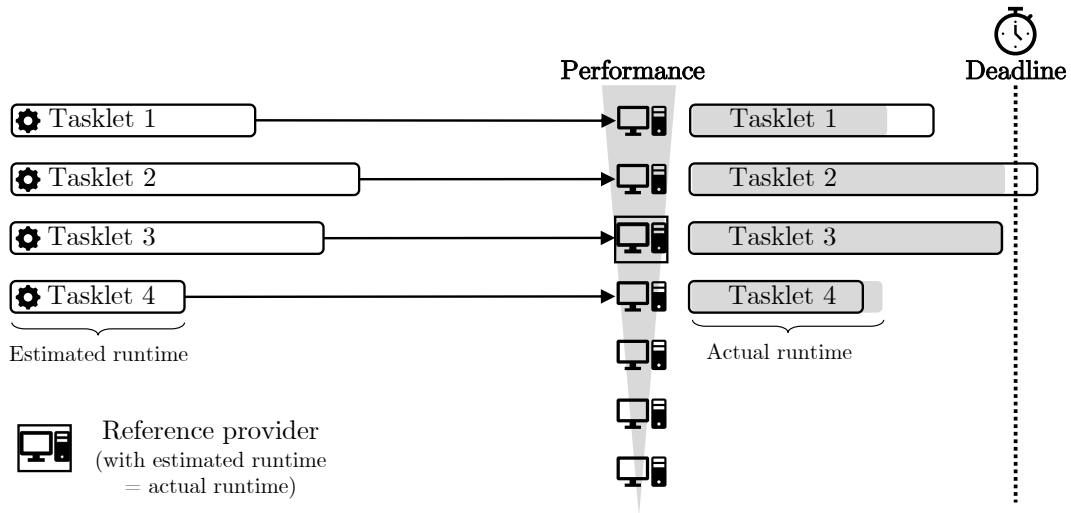 Performance
Deadline
Tasklet 1
Tasklet 1
Tasklet 2
Tasklet 2
Tasklet 3
Tasklet 3
Tasklet 4
Tasklet 4
Estimated runtime
Actual runtime
Reference provider
(with estimated runtime
= actual runtime)